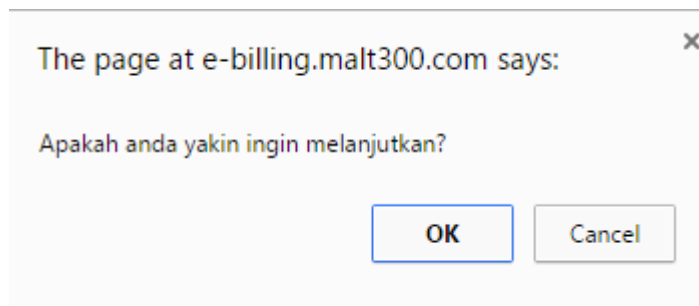 The page at e-billing.malt300.com says:
Apakah anda yakin ingin melanjutkan?
OK
Cancel